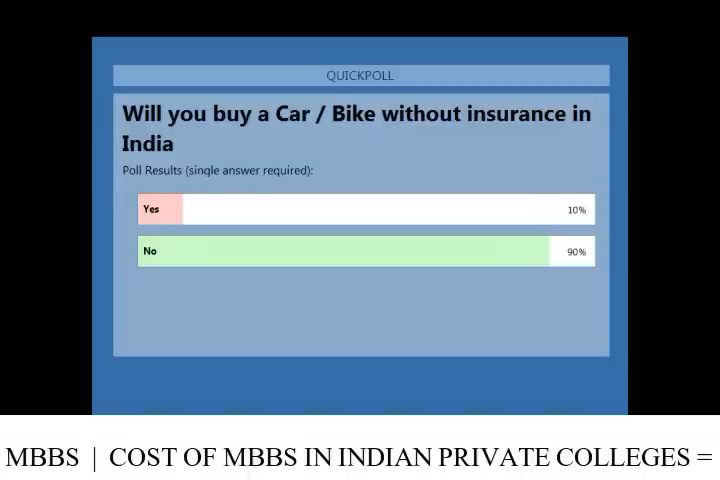 QUICKPOLL
Will you buy a Car / Bike without insurance in
India
Poll Results (single answer required):
Yes 10%
No 90%
MBBS | COST OF MBBS IN INDIAN PRIVATE COLLEGES =